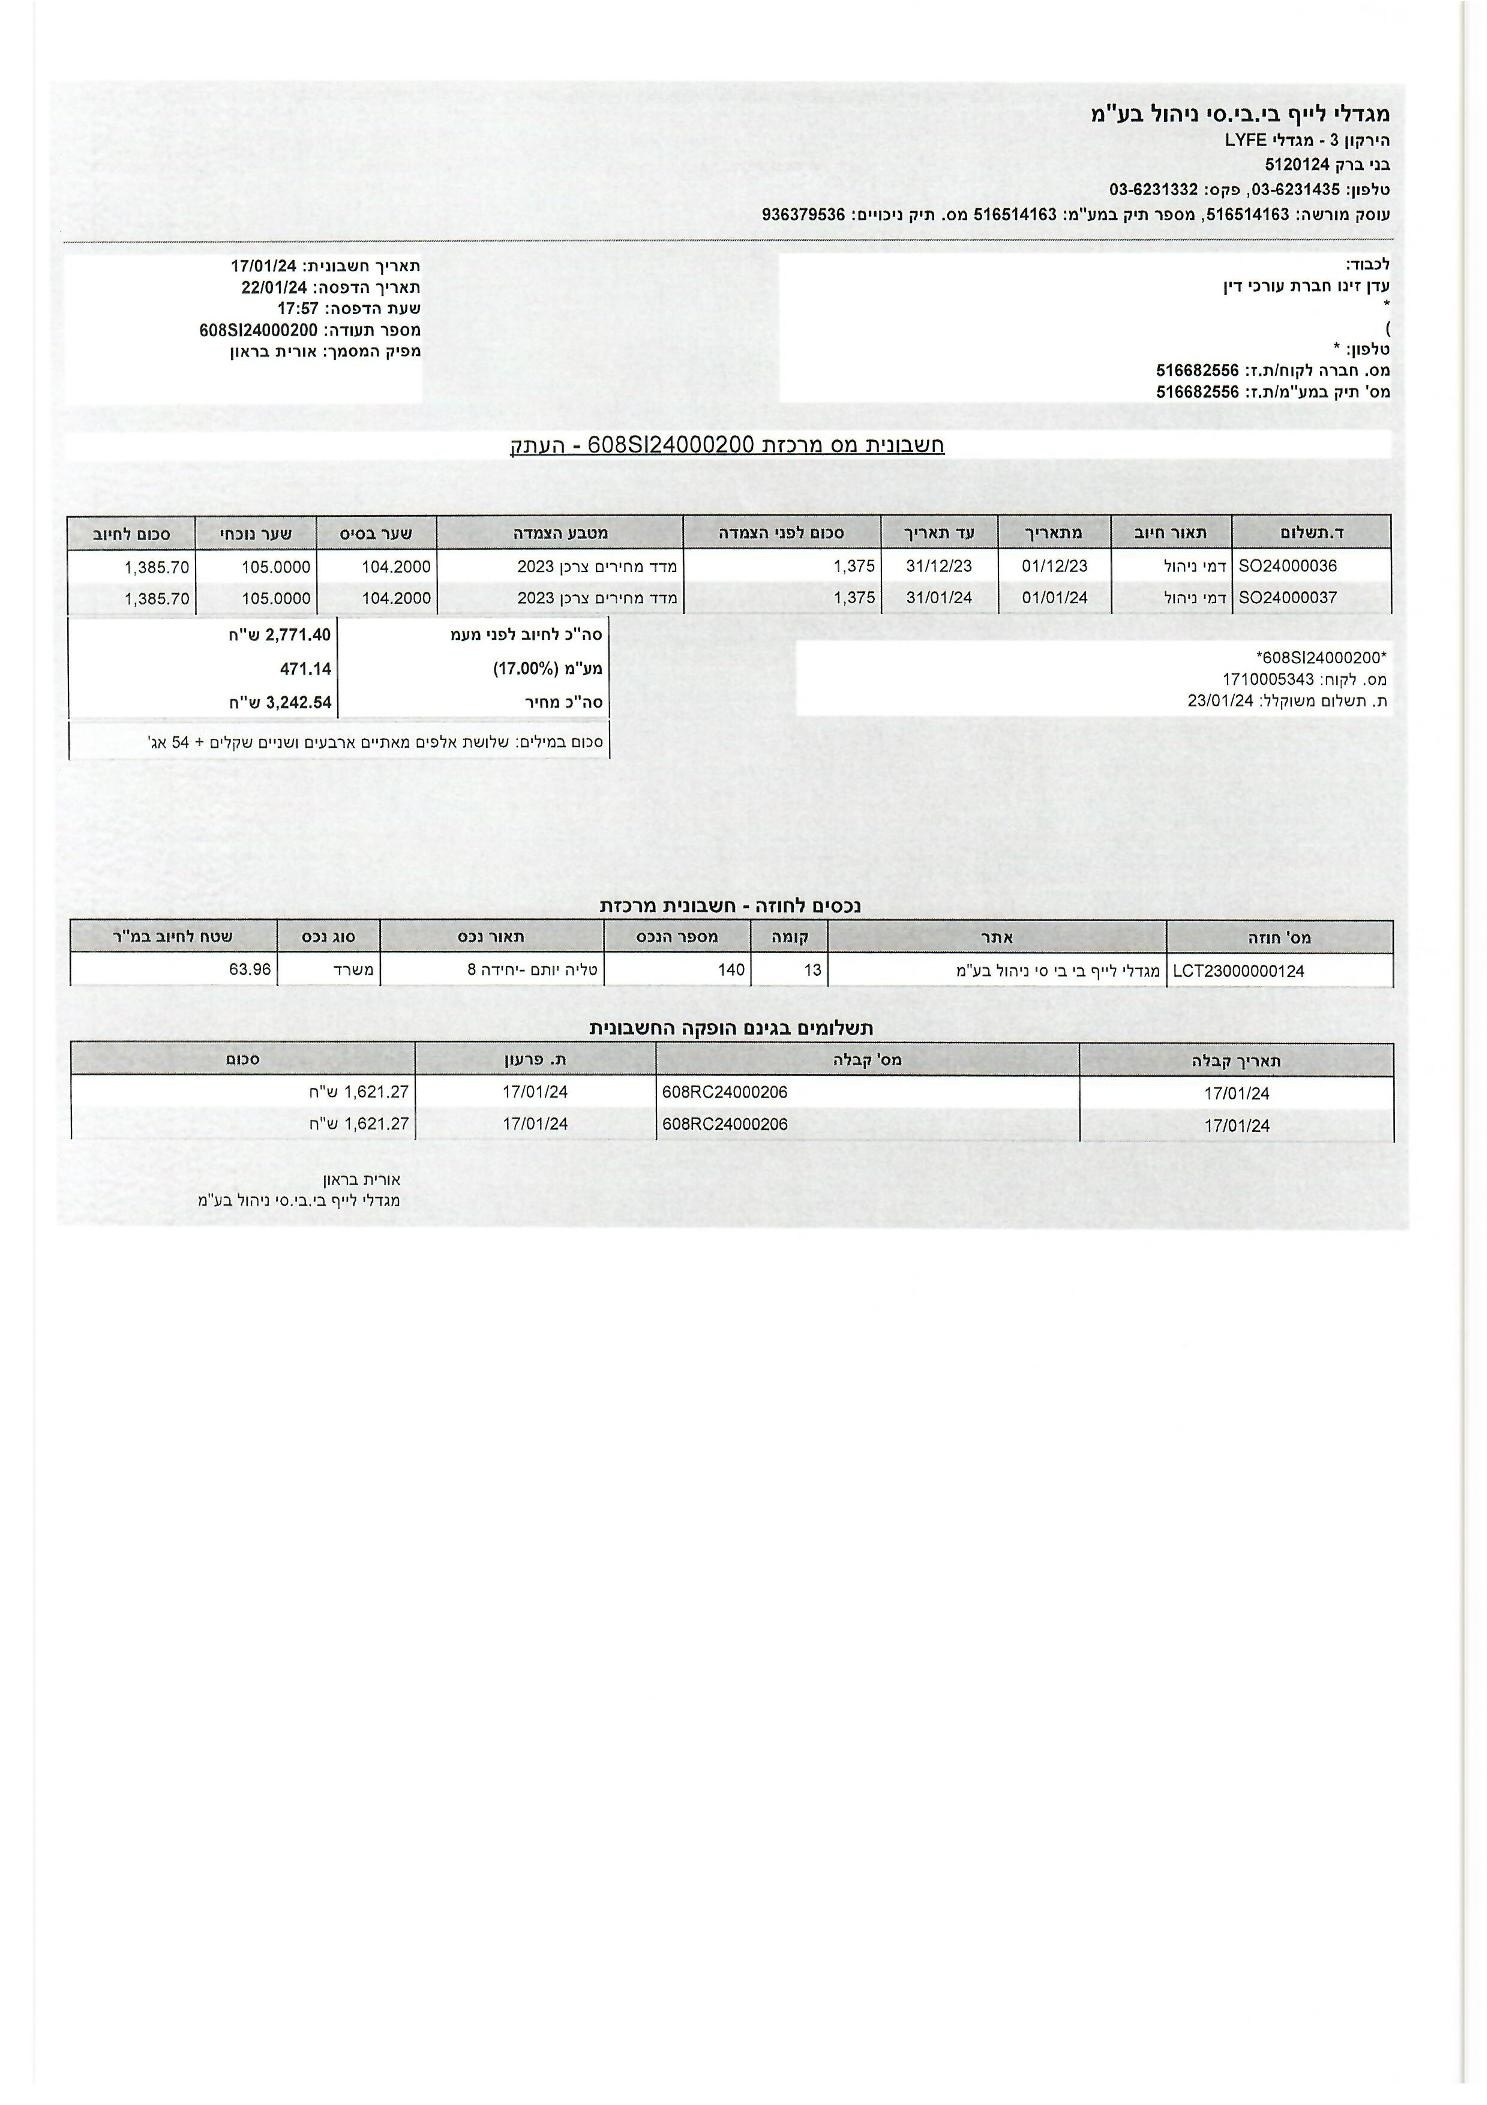 מגדלי לייף בי.בי.סי ניהול בע"מ
הירקון 3 - מגדלי LYFE
בני ברק 5120124
טלפון: 03-6231435, פקס: 03-6231332
עוסק מורשה: 516514163, מספר תיק במע"מ: 516514163 מס. תיק ניכויים: 936379536
לכבוד:
עדן זינו חברת עורכי דין
*
(
טלפון: *
מס. חברה לקוח/ת.ז: 516682556
מס' תיק במע"מ/ת.ז: 516682556
תאריך חשבונית: 17/01/24
תאריך הדפסה: 22/01/24
שעת הדפסה: 17:57
מספר תעודה: 608SI24000200
מפיק המסמך: אורית בראון
חשבונית מס מרכזת 608SI24000200 - העתק
ד.תשלום תאור חיוב מתאריך עד תאריך סכום לפני הצמדה מטבע הצמדה שער בסיס שער נוכחי סכום לחיוב
SO24000036 דמי ניהול 01/12/23 31/12/23 1,375 מדד מחירים צרכן 2023 104.2000 105.0000 1,385.70
SO24000037 דמי ניהול 01/01/24 31/01/24 1,375 מדד מחירים צרכן 2023 104.2000 105.0000 1,385.70
סה"כ לחיוב לפני מעמ 2,771.40 ש"ח
מע"מ (17.00%) 471.14
סה"כ מחיר 3,242.54 ש"ח
סכום במילים: שלושת אלפים מאתיים ארבעים ושניים שקלים + 54 אג'
*608SI24000200*
מס. לקוח: 1710005343
ת. תשלום משוקלל: 23/01/24
נכסים לחוזה - חשבונית מרכזת
מס' חוזה אתר קומה מספר הנכס תאור נכס סוג נכס שטח לחיוב במ"ר
LCT23000000124 מגדלי לייף בי בי סי ניהול בע"מ 13 140 טליה יותם -יחידה 8 משרד 63.96
תשלומים בגינם הופקה החשבונית
תאריך קבלה מס' קבלה ת. פרעון סכום
17/01/24 608RC24000206 17/01/24 1,621.27 ש"ח
17/01/24 608RC24000206 17/01/24 1,621.27 ש"ח
אורית בראון
מגדלי לייף בי.בי.סי ניהול בע"מ